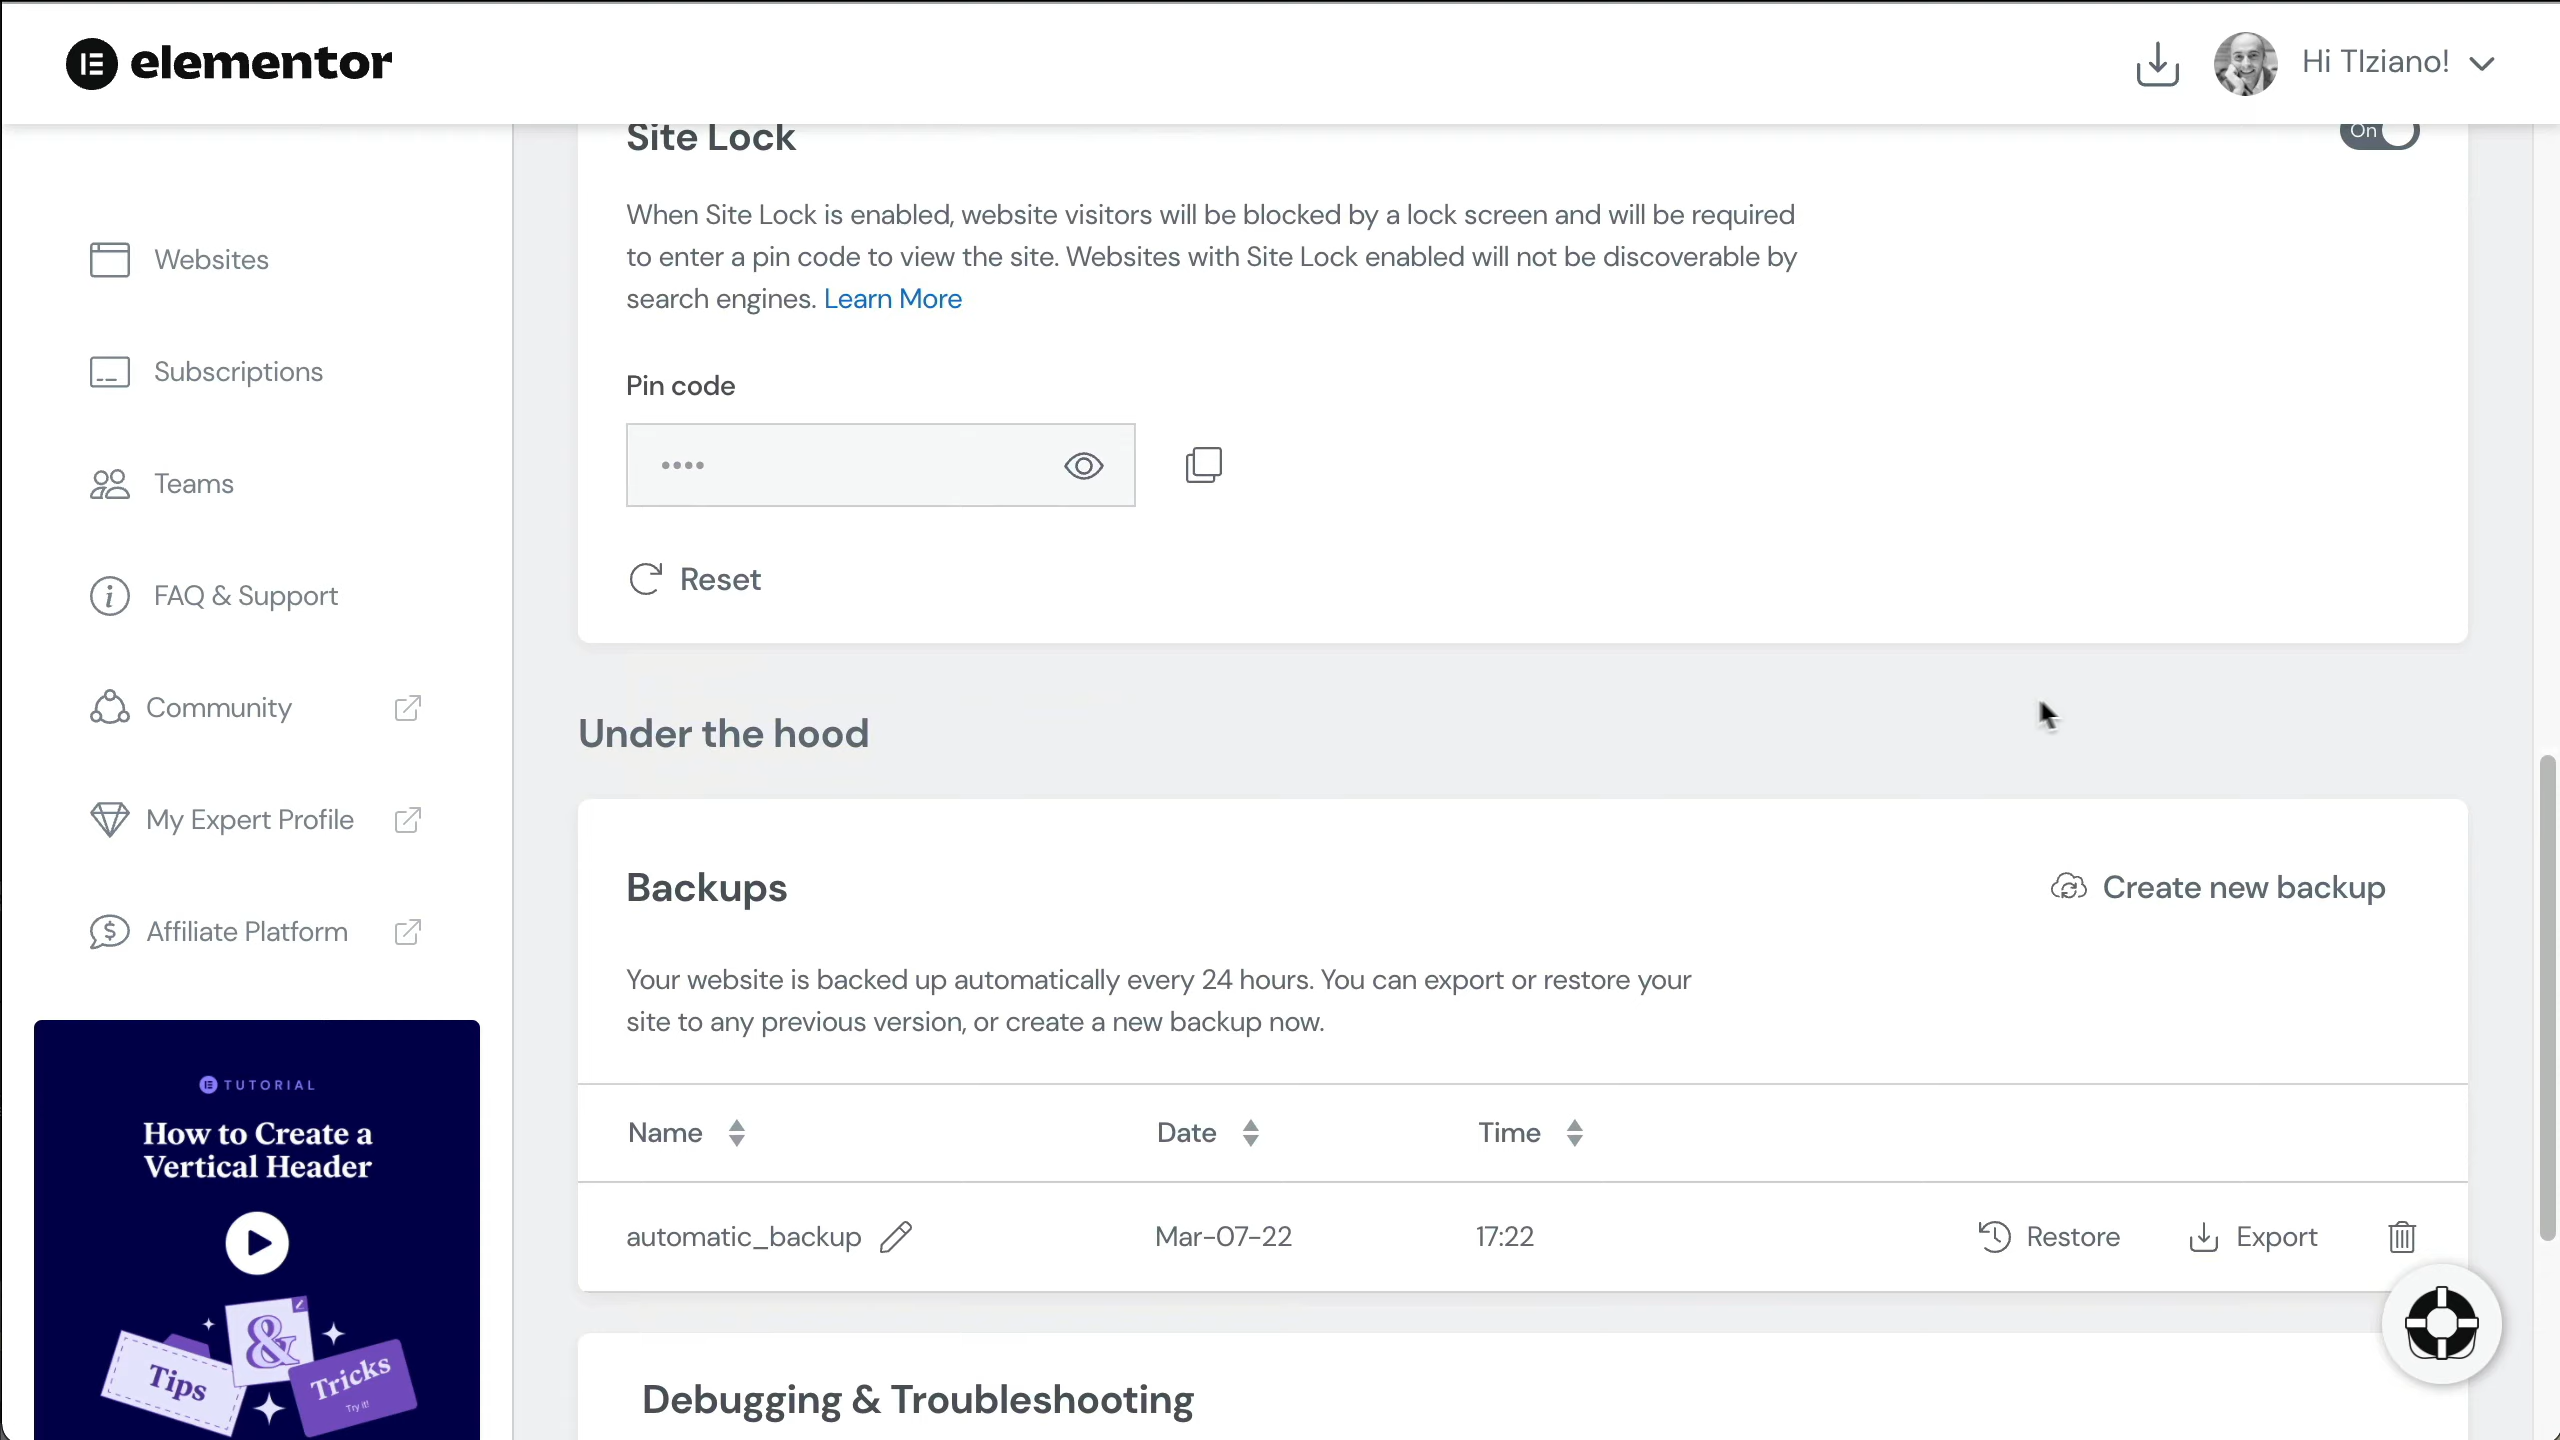 elementor
Hi TIziano!
Site Lock
On
When Site Lock is enabled, website visitors will be blocked by a lock screen and will be required
to enter a pin code to view the site. Websites with Site Lock enabled will not be discoverable by
search engines. Learn More
Pin code
••••
Reset
Websites
Subscriptions
Teams
FAQ & Support
Community
My Expert Profile
Affiliate Platform
TUTORIAL
How to Create a
Vertical Header
Tips
&
Tricks
Try it!
Under the hood
Backups
Create new backup
Your website is backed up automatically every 24 hours. You can export or restore your
site to any previous version, or create a new backup now.
Name Date Time
automatic_backup Mar-07-22 17:22 Restore Export
Debugging & Troubleshooting